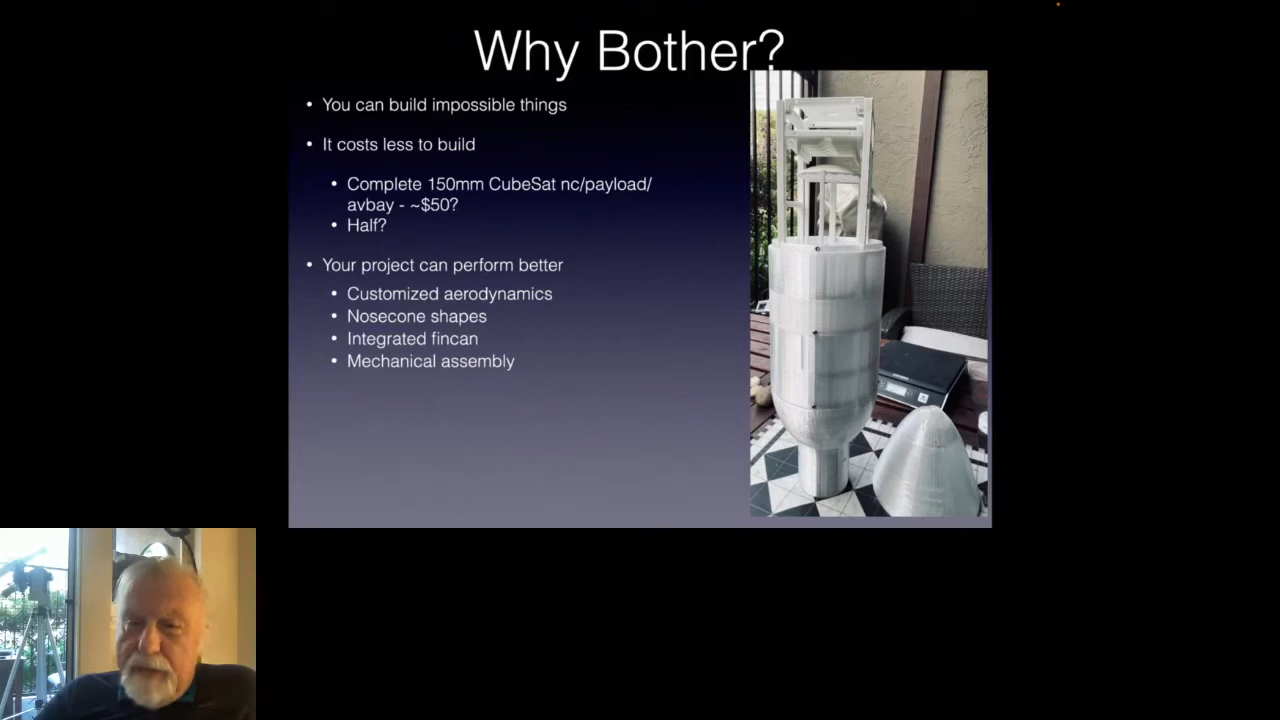 Why Bother?
• You can build impossible things
• It costs less to build
• Complete 150mm CubeSat nc/payload/
avbay - ~$50?
• Half?
• Your project can perform better
• Customized aerodynamics
• Nosecone shapes
• Integrated fincan
• Mechanical assembly